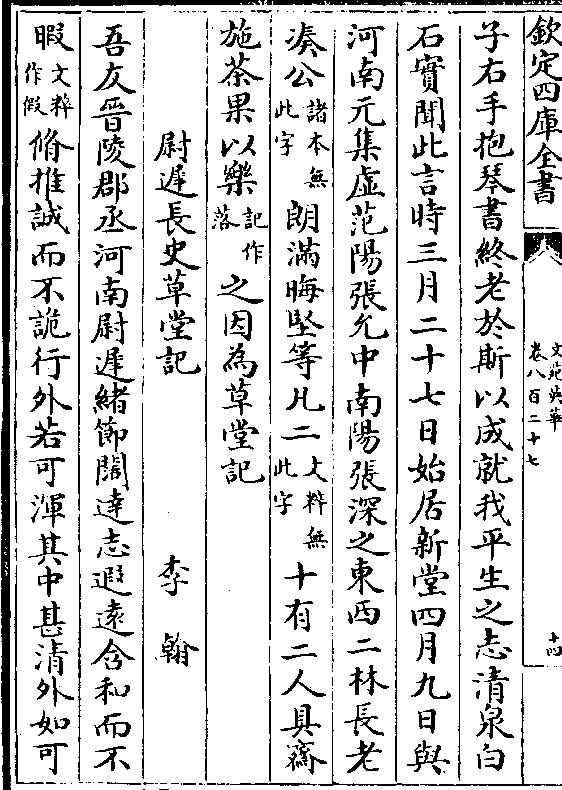 欽定四庫全書
文苑英華
卷八百二十七
十四
子右手抱琴書終老於斯以成就我平生之志清泉白
石實聞此言時三月二十七日始居新堂四月九日與
河南元集虛范陽張允中南陽張深之東西二林長老
湊公諸本無此字朗滿晦堅等凡二文粹無此字十有二人具齋
施茶果以樂記作落之因為草堂記
尉遲長史草堂記 李翰
吾友晉陵郡丞河南尉遲緒節闊達志遐遠含和而不
暇文粹作假脩推誠而不詭行外若可渾其中甚清外如可